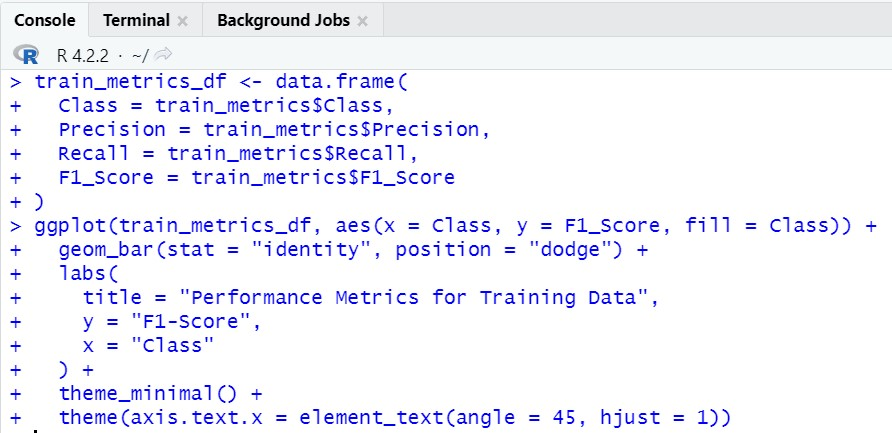 Console Terminal Background Jobs
R R 4.2.2 · ~/
> train_metrics_df <- data.frame(
+   Class = train_metrics$Class,
+   Precision = train_metrics$Precision,
+   Recall = train_metrics$Recall,
+   F1_Score = train_metrics$F1_Score
+ )
> ggplot(train_metrics_df, aes(x = Class, y = F1_Score, fill = Class)) +
+   geom_bar(stat = "identity", position = "dodge") +
+   labs(
+     title = "Performance Metrics for Training Data",
+     y = "F1-Score",
+     x = "Class"
+   ) +
+   theme_minimal() +
+   theme(axis.text.x = element_text(angle = 45, hjust = 1))